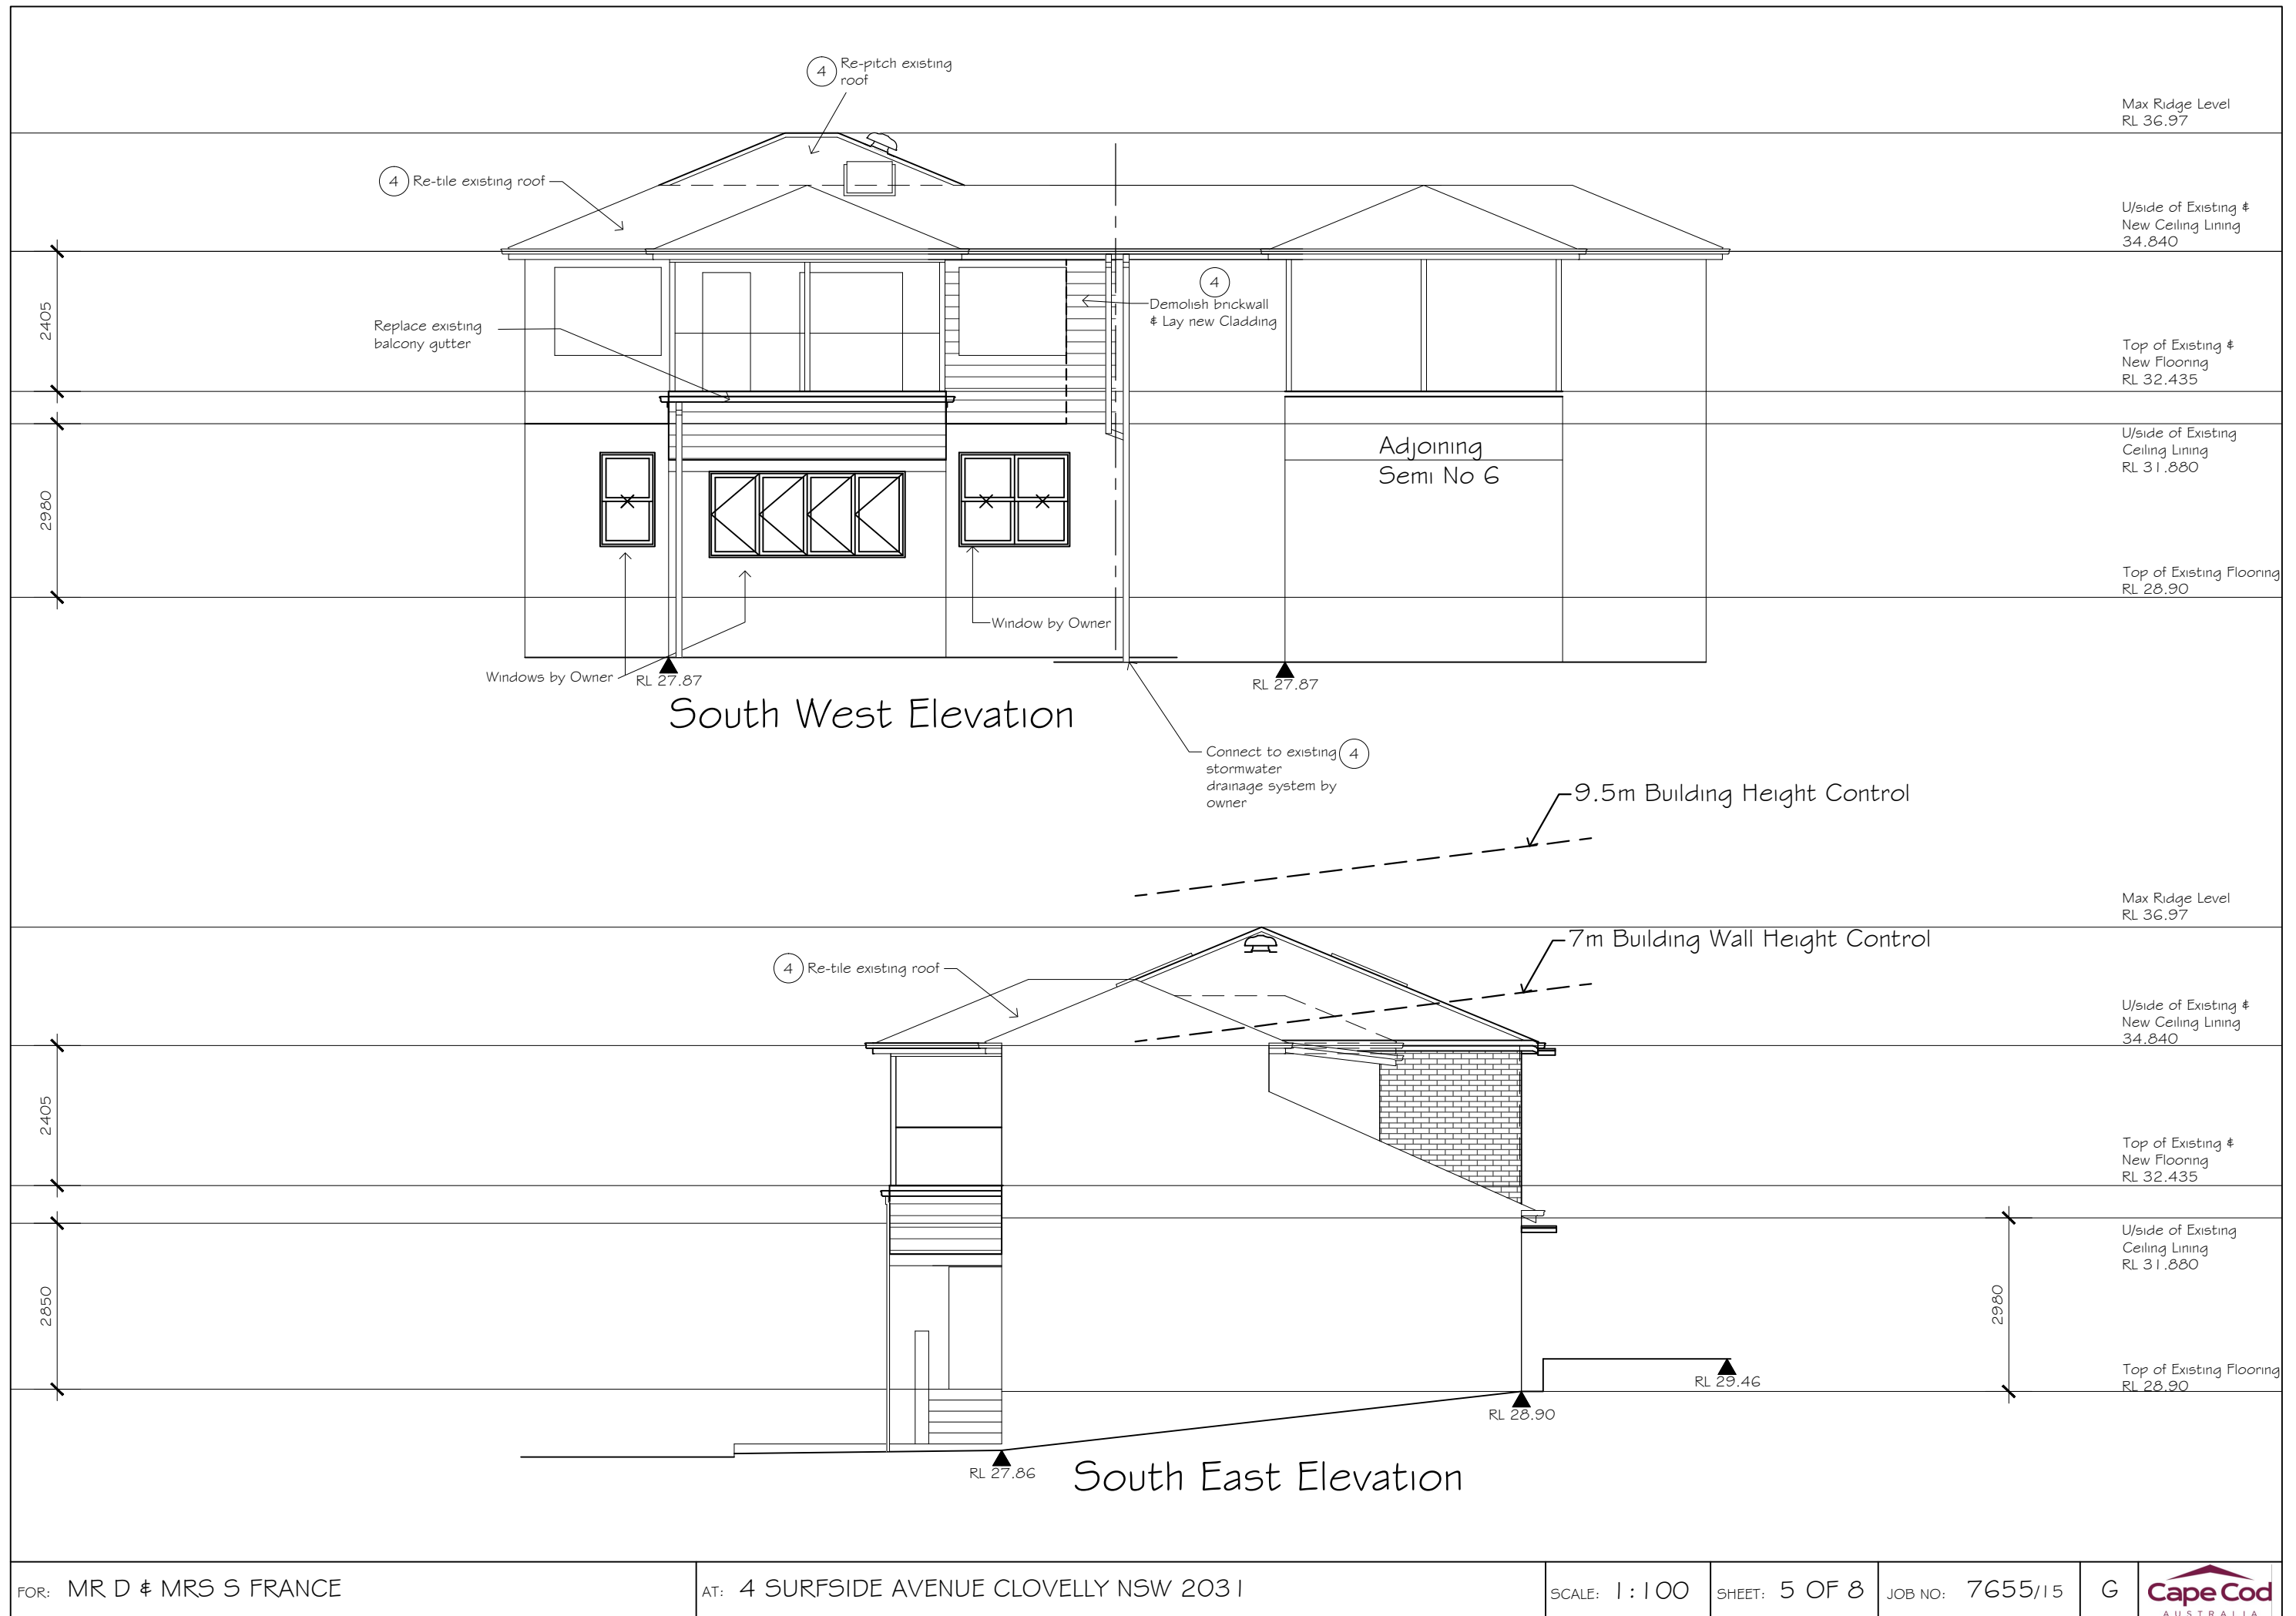 4 Re-pitch existing
roof
Max Ridge Level
RL 36.97
4 Re-tile existing roof
U/side of Existing &
New Ceiling Lining
34.840
4
Demolish brickwall
& Lay new Cladding
2405
Replace existing
balcony gutter
Top of Existing &
New Flooring
RL 32.435
U/side of Existing
Ceiling Lining
RL 31.880
Adjoining
Semi No 6
2980
Top of Existing Flooring
RL 28.90
Window by Owner
Windows by Owner
RL 27.87
RL 27.87
South West Elevation
Connect to existing 4
stormwater
drainage system by
owner
9.5m Building Height Control
Max Ridge Level
RL 36.97
7m Building Wall Height Control
4 Re-tile existing roof
U/side of Existing &
New Ceiling Lining
34.840
2405
Top of Existing &
New Flooring
RL 32.435
U/side of Existing
Ceiling Lining
RL 31.880
2850
2980
Top of Existing Flooring
RL 28.90
RL 29.46
RL 28.90
RL 27.86
South East Elevation
FOR: MR D & MRS S FRANCE
AT: 4 SURFSIDE AVENUE CLOVELLY NSW 2031
SCALE: 1:100
SHEET: 5 OF 8
JOB NO: 7655/15
G
Cape Cod
AUSTRALIA